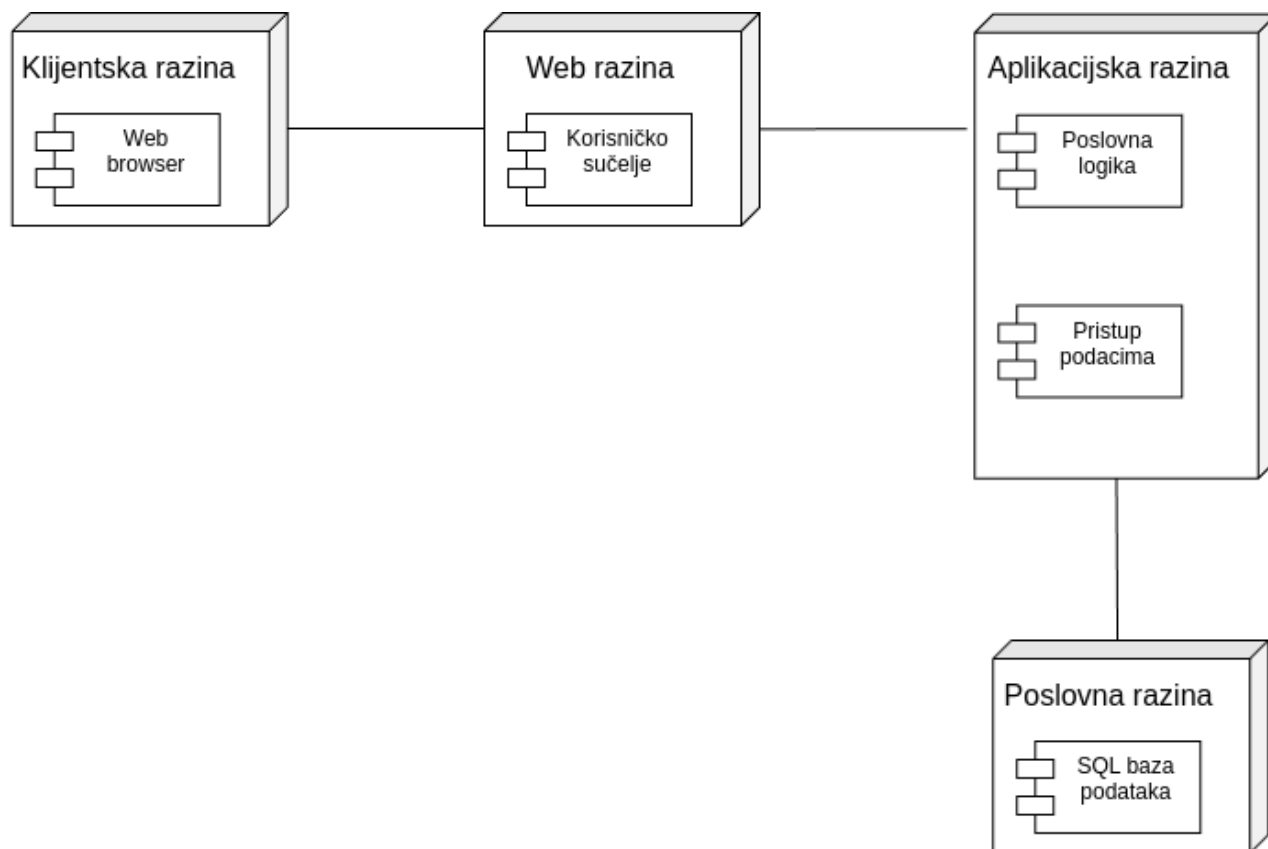 Klijentska razina
Web
browser
Web razina
Korisničko
sučelje
Aplikacijska razina
Poslovna
logika
Pristup
podacima
Poslovna razina
SQL baza
podataka